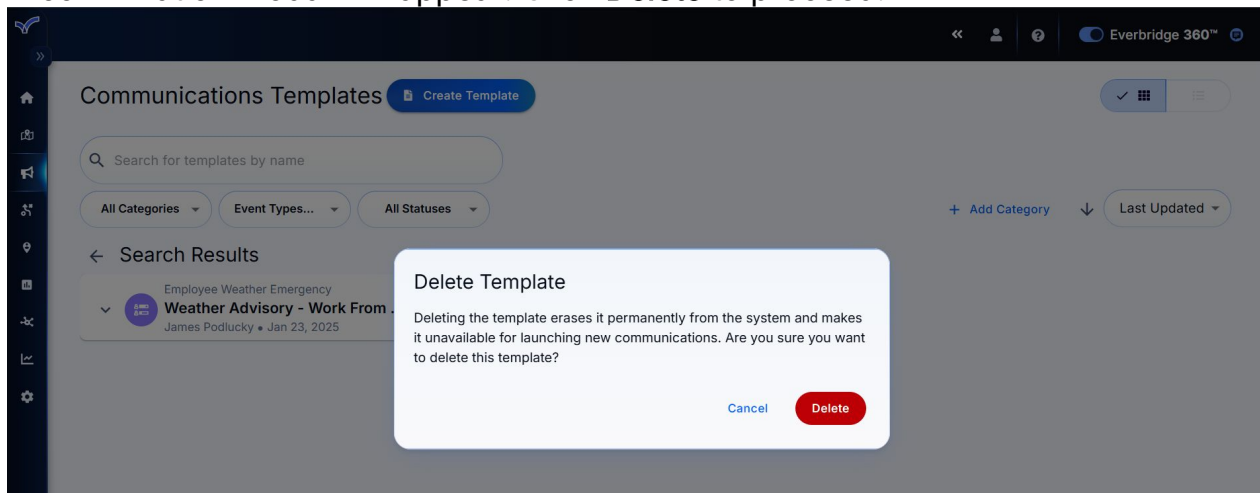 Everbridge 360™
Communications Templates
Create Template
Search for templates by name
All Categories
Event Types...
All Statuses
+ Add Category
Last Updated
Search Results
Employee Weather Emergency
Weather Advisory - Work From .
James Podlucky • Jan 23, 2025
Delete Template
Deleting the template erases it permanently from the system and makes
it unavailable for launching new communications. Are you sure you want
to delete this template?
Cancel
Delete